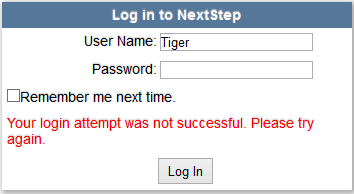 Log in to NextStep
User Name: Tiger
Password:
Remember me next time.
Your login attempt was not successful. Please try
again.
Log In